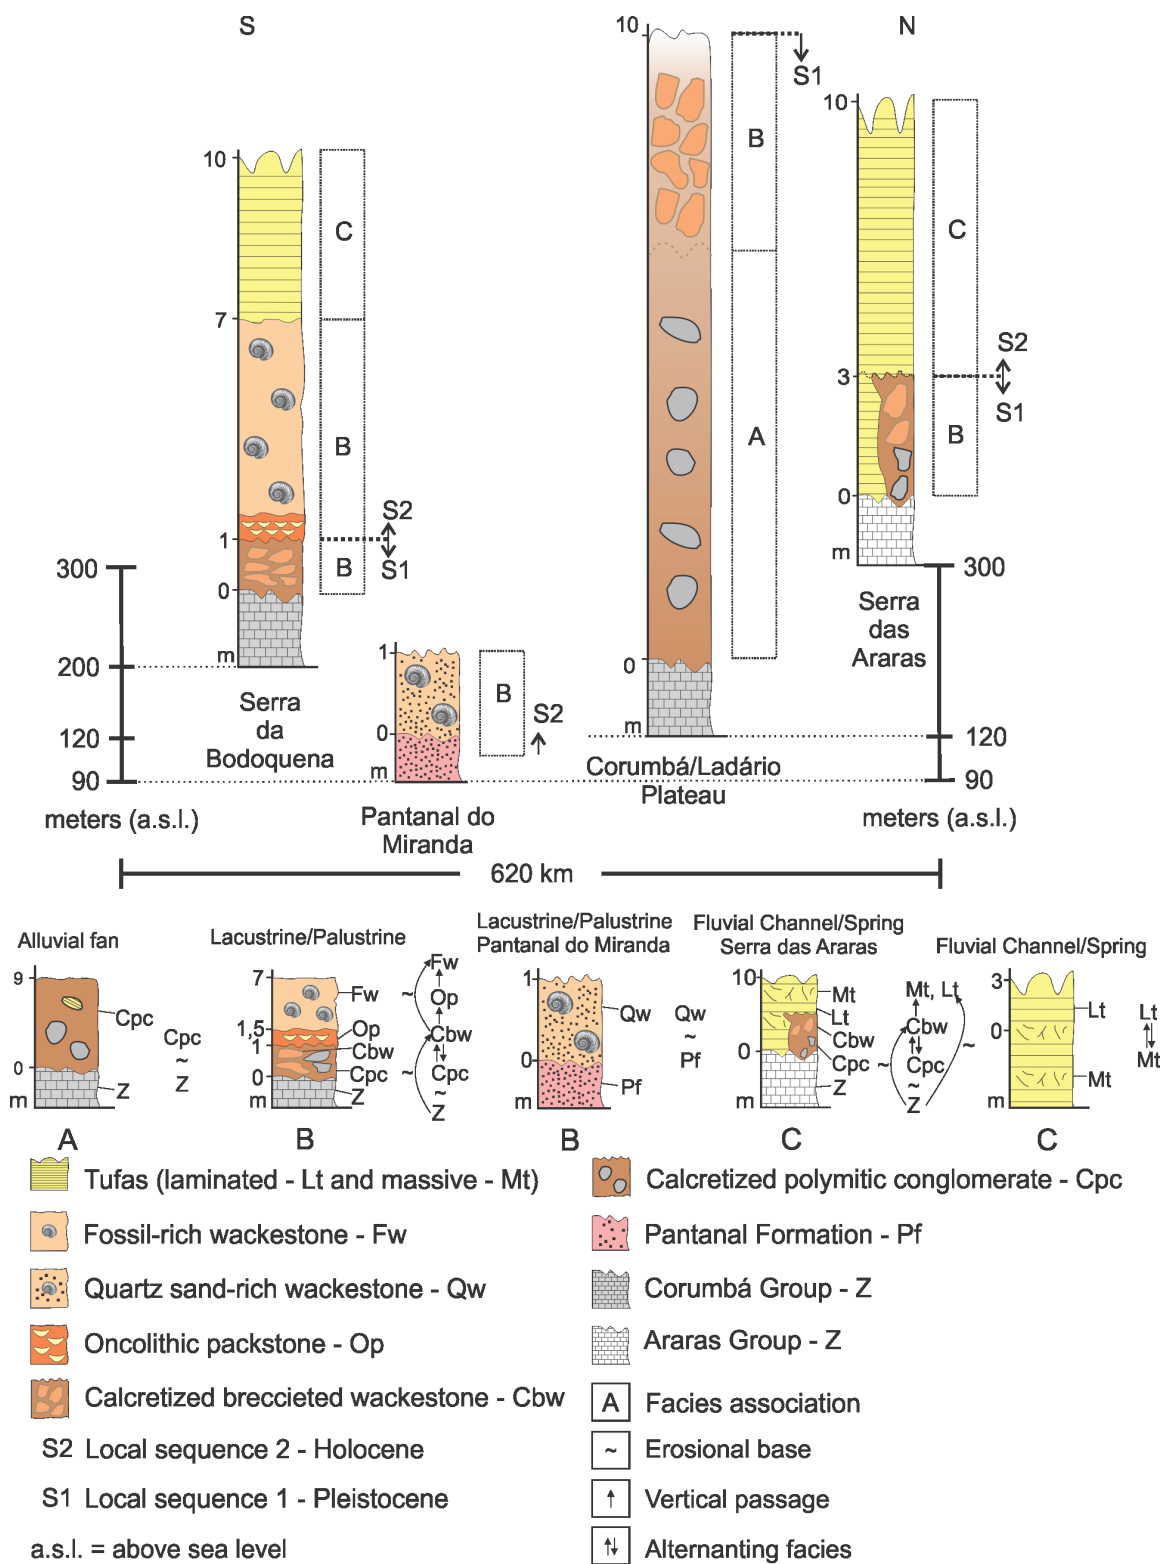 S
N
10
7
1
0
m
C
B
B
S2
S1
10
0
m
B
A
S1
10
3
0
m
C
B
S2
S1
300
200
120
90
meters (a.s.l.)
Serra
da
Bodoquena
1
0
m
B
S2
Pantanal do
Miranda
Corumbá/Ladário
Plateau
Serra
das
Araras
300
120
90
meters (a.s.l.)
620 km
Alluvial fan
9
0
m
Cpc
Z
Cpc
~
Z
A
Lacustrine/Palustrine
7
1,5
1
0
m
Fw
Op
Cbw
Cpc
Z
Fw
~
Op
Cbw
~
Cpc
~
Z
B
Lacustrine/Palustrine
Pantanal do Miranda
1
0
m
Qw
Pf
Qw
~
Pf
B
Fluvial Channel/Spring
Serra das Araras
10
0
m
Mt
Lt
Cbw
Cpc
Z
Mt, Lt
Cbw
~
Cpc
~
~
Z
C
Fluvial Channel/Spring
3
0
m
Lt
Mt
Lt
Mt
C
Tufas (laminated - Lt and massive - Mt)
Fossil-rich wackestone - Fw
Quartz sand-rich wackestone - Qw
Oncolithic packstone - Op
Calcretized breccieted wackestone - Cbw
S2 Local sequence 2 - Holocene
S1 Local sequence 1 - Pleistocene
a.s.l. = above sea level
Calcretized polymitic conglomerate - Cpc
Pantanal Formation - Pf
Corumbá Group - Z
Araras Group - Z
A Facies association
~ Erosional base
↑ Vertical passage
↑↓ Alternanting facies